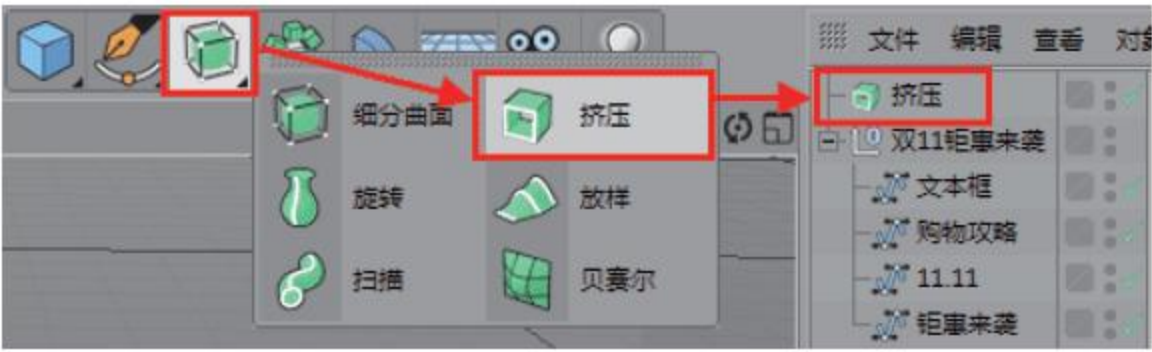 文件 编辑 查看 对象
细分曲面 挤压
旋转 放样
扫描 贝赛尔
挤压
双11钜惠来袭
文本框
购物攻略
11.11
钜惠来袭